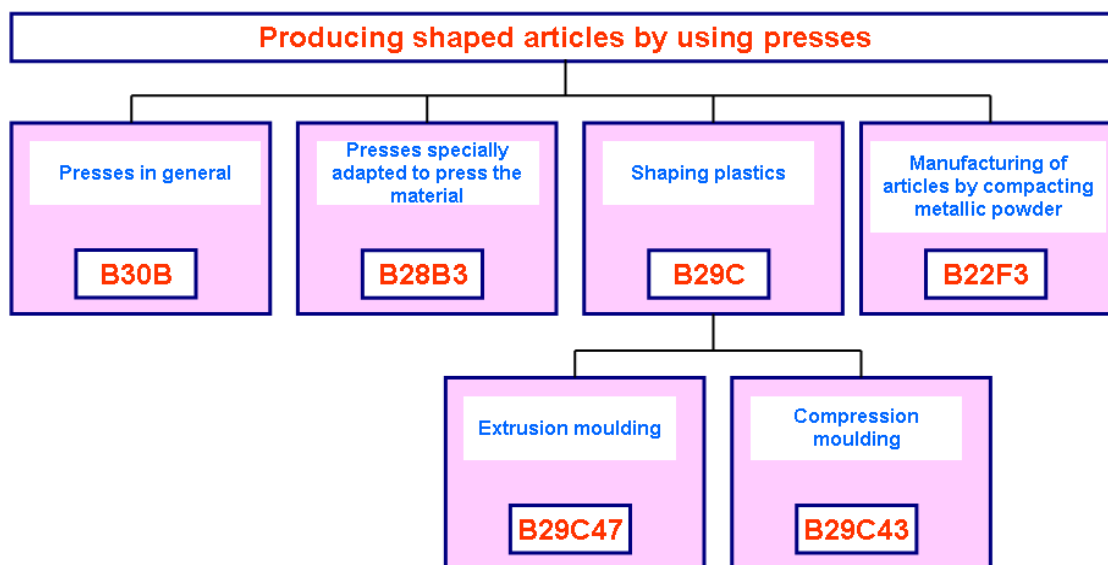 Producing shaped articles by using presses
Presses in general
B30B
Presses specially
adapted to press the
material
B28B3
Shaping plastics
B29C
Manufacturing of
articles by compacting
metallic powder
B22F3
Extrusion moulding
B29C47
Compression
moulding
B29C43